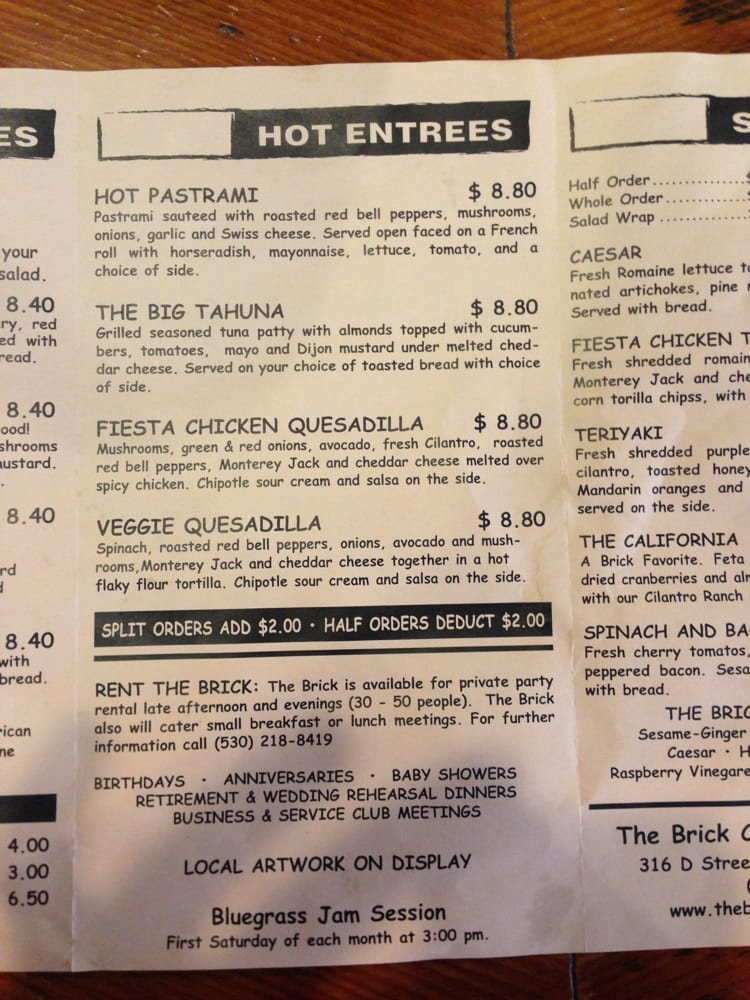 ES
your
salad.
8.40
ry, red
ed with
read.
8.40
ood!
shrooms
mustard.
.
8.40
rd
d
8.40
with
bread.
rican
ne
4.00
3.00
6.50
HOT ENTREES
HOT PASTRAMI $ 8.80
Pastrami sauteed with roasted red bell peppers, mushrooms,
onions, garlic and Swiss cheese. Served open faced on a French
roll with horseradish, mayonnaise, lettuce, tomato, and a
choice of side.
THE BIG TAHUNA $ 8.80
Grilled seasoned tuna patty with almonds topped with cucum-
bers, tomatoes, mayo and Dijon mustard under melted ched-
dar cheese. Served on your choice of toasted bread with choice
of side.
FIESTA CHICKEN QUESADILLA $ 8.80
Mushrooms, green & red onions, avocado, fresh Cilantro, roasted
red bell peppers, Monterey Jack and cheddar cheese melted over
spicy chicken. Chipotle sour cream and salsa on the side.
VEGGIE QUESADILLA $ 8.80
Spinach, roasted red bell peppers, onions, avocado and mush-
rooms,Monterey Jack and cheddar cheese together in a hot
flaky flour tortilla. Chipotle sour cream and salsa on the side.
SPLIT ORDERS ADD $2.00 · HALF ORDERS DEDUCT $2.00
RENT THE BRICK: The Brick is available for private party
rental late afternoon and evenings (30 - 50 people). The Brick
also will cater small breakfast or lunch meetings. For further
information call (530) 218-8419
BIRTHDAYS · ANNIVERSARIES · BABY SHOWERS
RETIREMENT & WEDDING REHEARSAL DINNERS
BUSINESS & SERVICE CLUB MEETINGS
LOCAL ARTWORK ON DISPLAY
Bluegrass Jam Session
First Saturday of each month at 3:00 pm.
S
Half Order..............$
Whole Order............$
Salad Wrap .............$
CAESAR
Fresh Romaine lettuce to
nated artichokes, pine n
Served with bread.
FIESTA CHICKEN T
Fresh shredded romain
Monterey Jack and che
corn torilla chipss, with
TERIYAKI
Fresh shredded purple
cilantro, toasted honey
Mandarin oranges and
served on the side.
THE CALIFORNIA
A Brick Favorite. Feta
dried cranberries and alm
with our Cilantro Ranch
SPINACH AND BA
Fresh cherry tomatos,
peppered bacon. Sesa
with bread.
THE BRIC
Sesame-Ginger
Caesar · H
Raspberry Vinegare
The Brick C
316 D Stree
(
www.theb